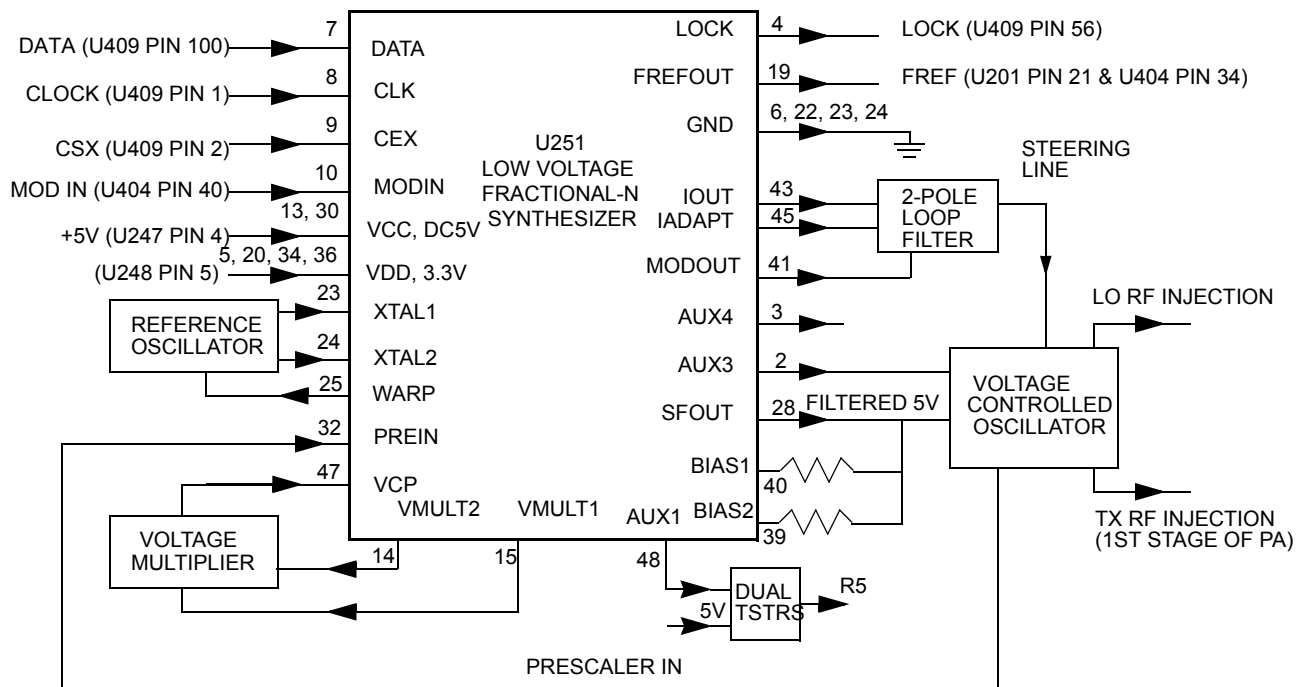 DATA (U409 PIN 100)
7
DATA
CLOCK (U409 PIN 1)
8
CLK
CSX (U409 PIN 2)
9
CEX
MOD IN (U404 PIN 40)
10
MODIN
+5V (U247 PIN 4)
13, 30
VCC, DC5V
(U248 PIN 5)
5, 20, 34, 36
VDD, 3.3V
REFERENCE
OSCILLATOR
23
XTAL1
24
XTAL2
25
WARP
32
PREIN
47
VCP
VOLTAGE
MULTIPLIER
VMULT2
14
VMULT1
15
U251
LOW VOLTAGE
FRACTIONAL-N
SYNTHESIZER
LOCK
4
LOCK (U409 PIN 56)
FREFOUT
19
FREF (U201 PIN 21 & U404 PIN 34)
GND
6, 22, 23, 24
IOUT
43
IADAPT
45
2-POLE
LOOP
FILTER
STEERING
LINE
MODOUT
41
AUX4
3
AUX3
2
SFOUT
28
FILTERED 5V
BIAS1
40
BIAS2
39
AUX1
48
5V
DUAL
TSTRS
R5
VOLTAGE
CONTROLLED
OSCILLATOR
LO RF INJECTION
TX RF INJECTION
(1ST STAGE OF PA)
PRESCALER IN